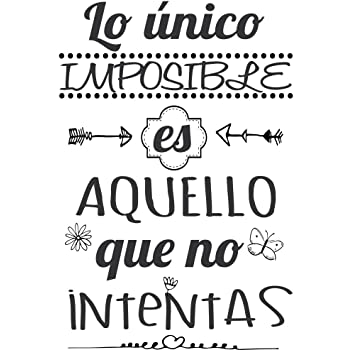 Lo único
IMPOSIBLE
es
AQUELLO
que no
intentas